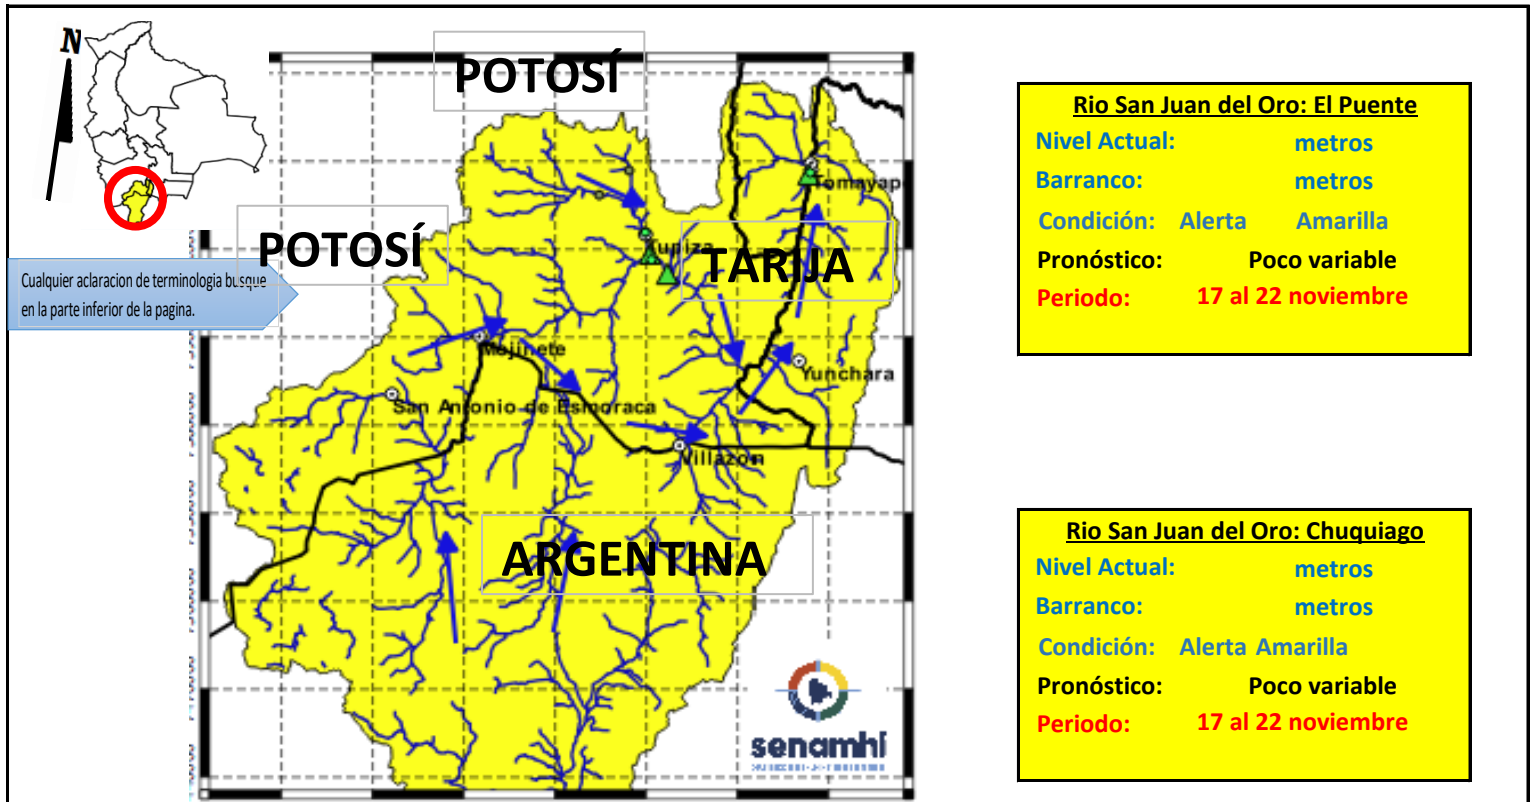 N
POTOSÍ
POTOSÍ
TARIJA
ARGENTINA
Cualquier aclaracion de terminologia busque
en la parte inferior de la pagina.
Tomayap
Tupiza
Mojinete
Yunchara
San Antonio de Esmoraca
Villazon
senamhi
Rio San Juan del Oro: El Puente
Nivel Actual: metros
Barranco: metros
Condición: Alerta Amarilla
Pronóstico: Poco variable
Periodo: 17 al 22 noviembre
Rio San Juan del Oro: Chuquiago
Nivel Actual: metros
Barranco: metros
Condición: Alerta Amarilla
Pronóstico: Poco variable
Periodo: 17 al 22 noviembre